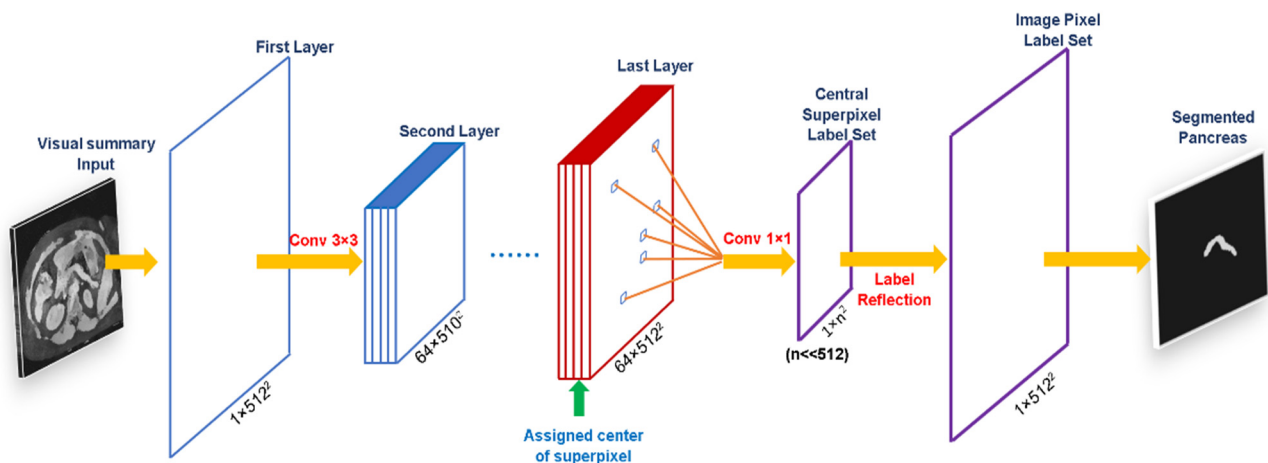 Visual summary
Input
First Layer
1×512²
Conv 3×3
Second Layer
64×510²
......
Last Layer
64×512²
Assigned center
of superpixel
Conv 1×1
Central
Superpixel
Label Set
1×n²
(n<<512)
Label
Reflection
Image Pixel
Label Set
1×512²
Segmented
Pancreas